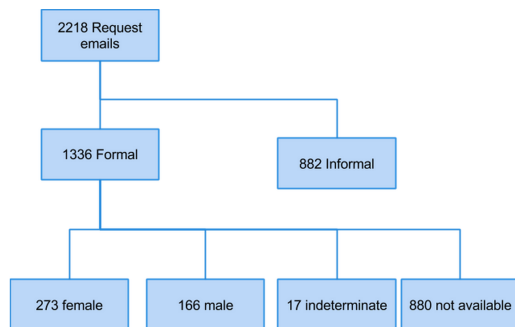 2218 Request
emails
1336 Formal
882 Informal
273 female
166 male
17 indeterminate
880 not available